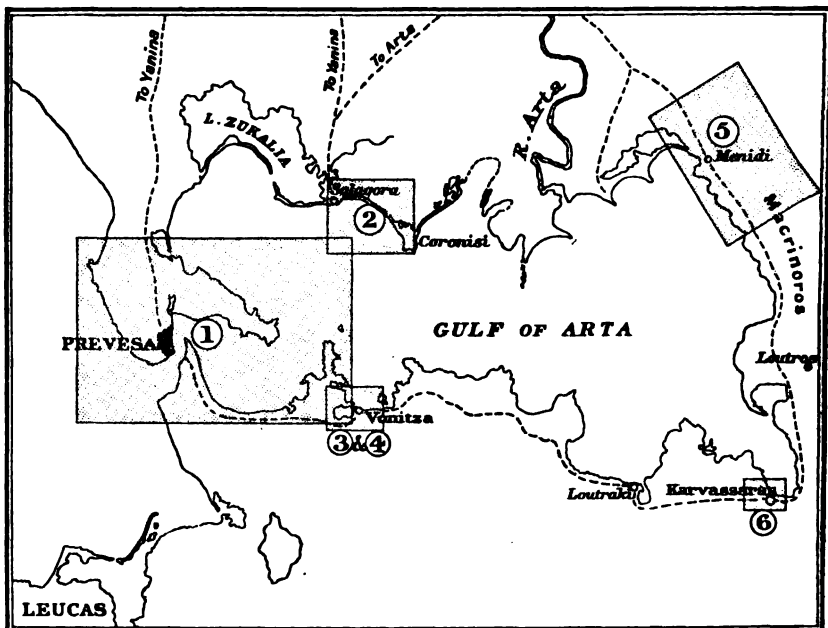 To Yanina
To Yanina
To Arta
L. ZUKALIA
R. Arta
5
Menidi
Salagora
2
Coronisi
Macrinoros
1
PREVESA
GULF OF ARTA
Loutros
Vonitza
3 & 4
Loutraki
Karvassaras
6
LEUCAS